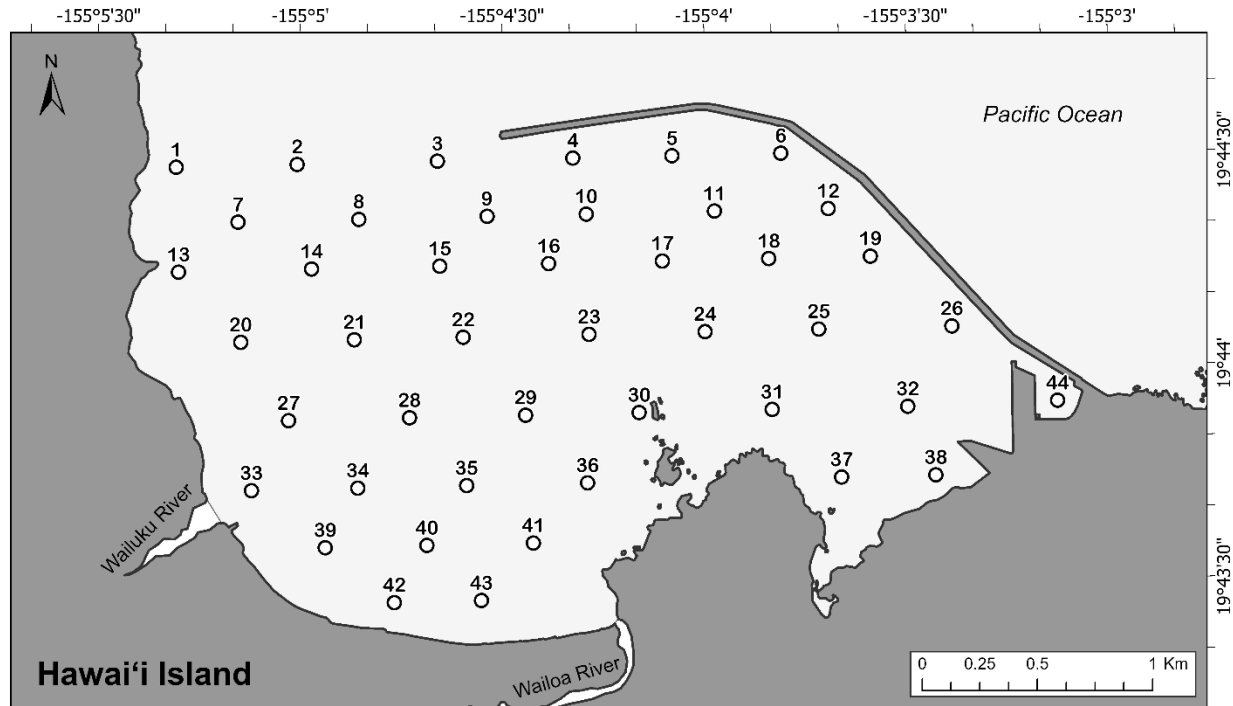 -155°5'30" -155°5' -155°4'30" -155°4' -155°3'30" -155°3'
N
Pacific Ocean
19°44'30"
1 2 3 4 5 6
7 8 9 10 11 12
13 14 15 16 17 18 19
20 21 22 23 24 25 26
19°44'
27 28 29 30 31 32 44
33 34 35 36 37 38
Wailuku River
39 40 41
19°43'30"
42 43
Hawai‘i Island
Wailoa River
0 0.25 0.5 1 Km